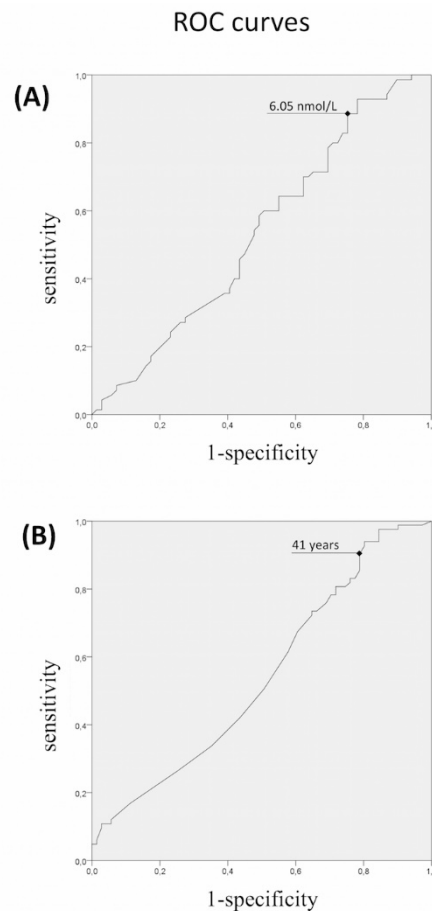 ROC curves
(A)
1,0
0,8
0,6
0,4
0,2
0,0
sensitivity
6.05 nmol/L
0,0 0,2 0,4 0,6 0,8 1,
1-specificity
(B)
1,0
0,8
0,6
0,4
0,2
0,0
sensitivity
41 years
0,0 0,2 0,4 0,6 0,8 1,
1-specificity